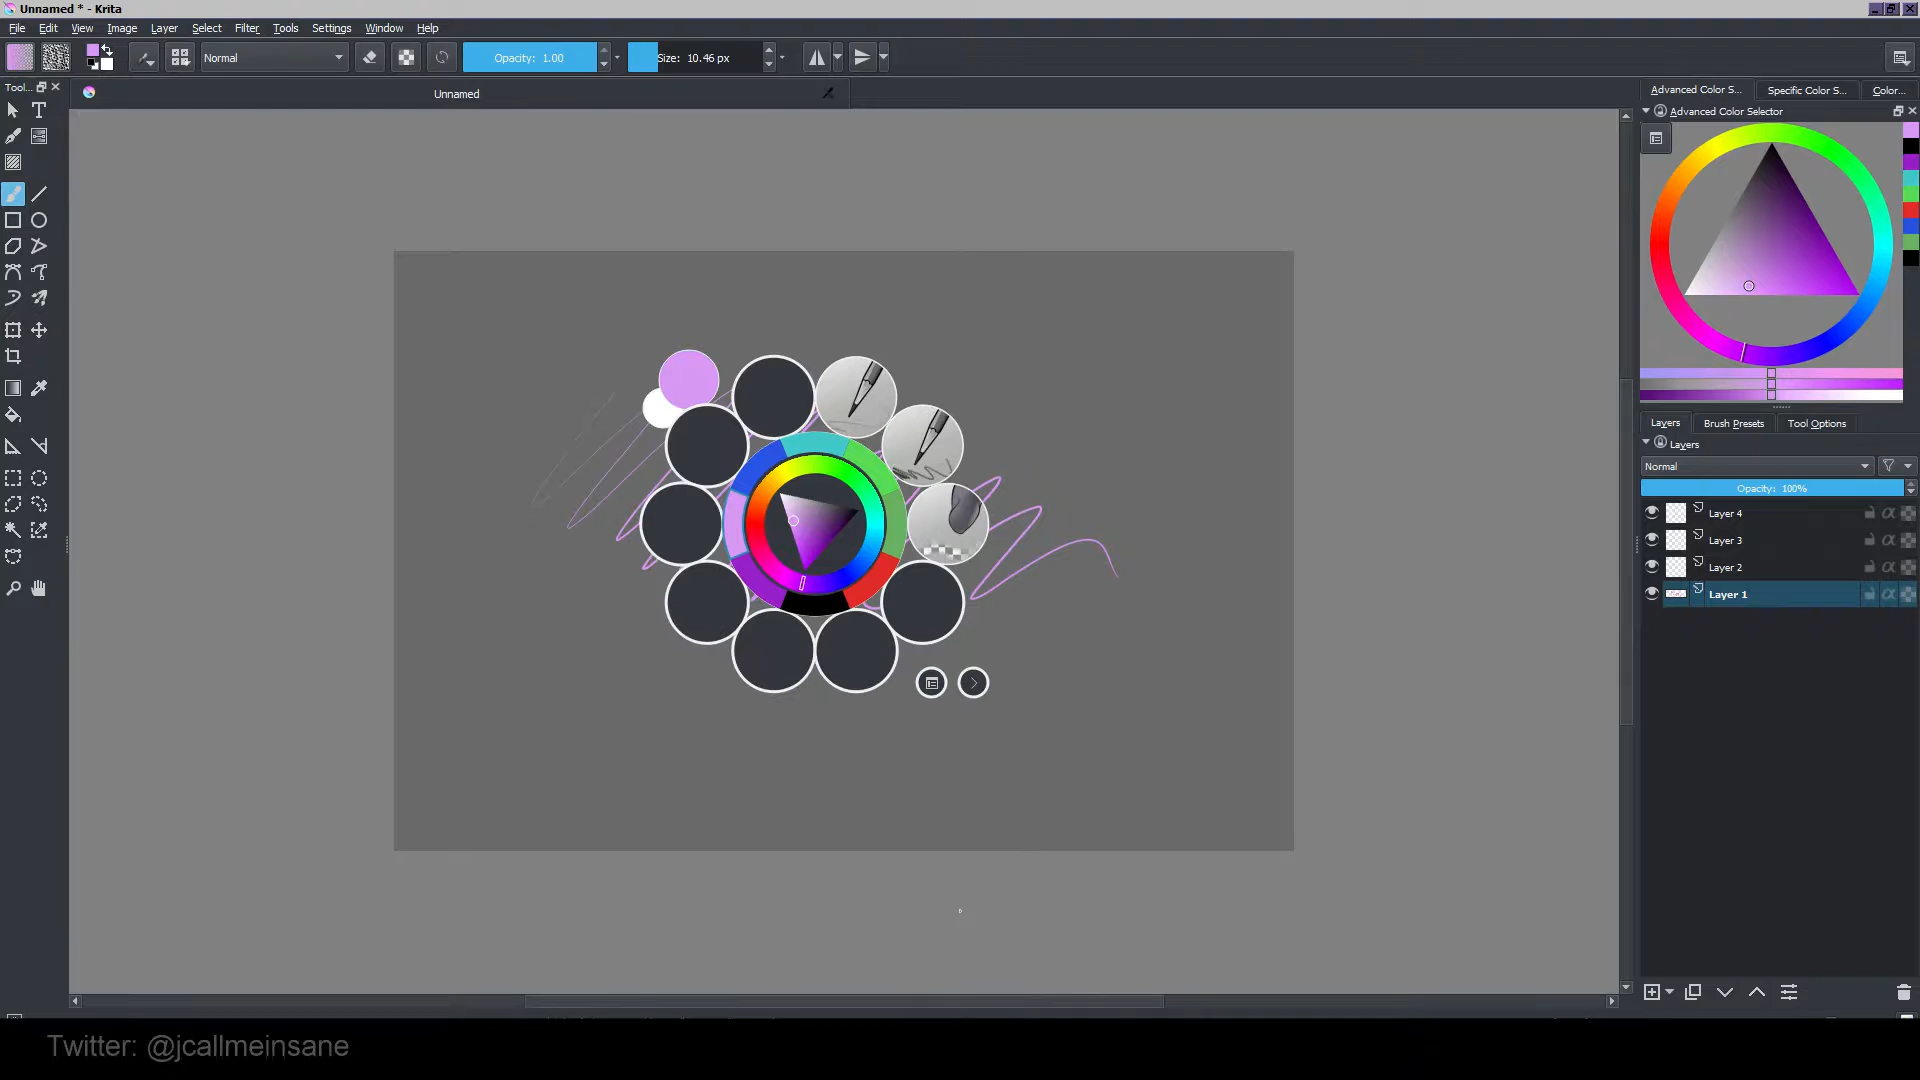 Unnamed * - Krita
File Edit View Image Layer Select Filter Tools Settings Window Help
Normal
Opacity: 1.00
Size: 10.46 px
Tool...
Unnamed
Advanced Color S...
Specific Color S...
Color...
Advanced Color Selector
Layers
Brush Presets
Tool Options
Layers
Normal
Opacity: 100%
Layer 4
Layer 3
Layer 2
Layer 1
Twitter: @jcallmeinsane